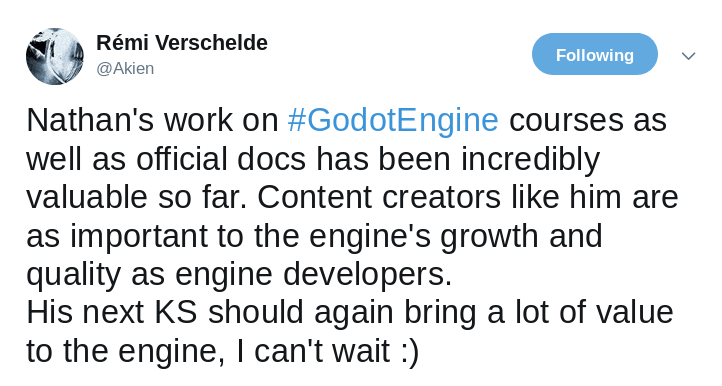 Rémi Verschelde
@Akien
Following
Nathan's work on #GodotEngine courses as
well as official docs has been incredibly
valuable so far. Content creators like him are
as important to the engine's growth and
quality as engine developers.
His next KS should again bring a lot of value
to the engine, I can't wait :)